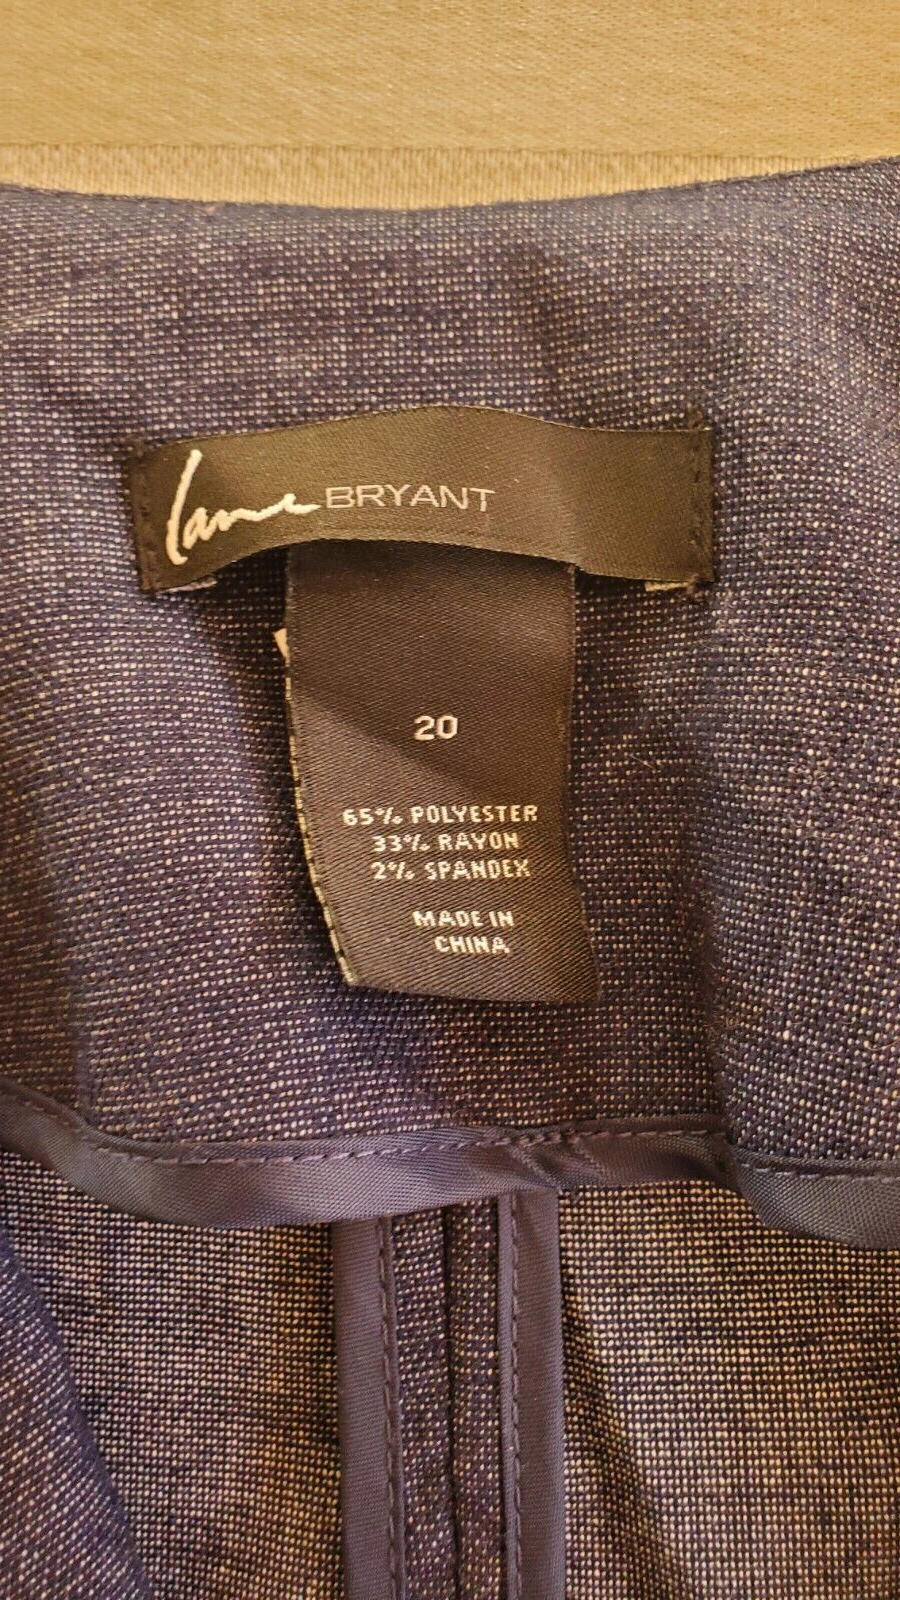 Lane BRYANT
20
65% POLYESTER
33% RAYON
2% SPANDEX
MADE IN
CHINA